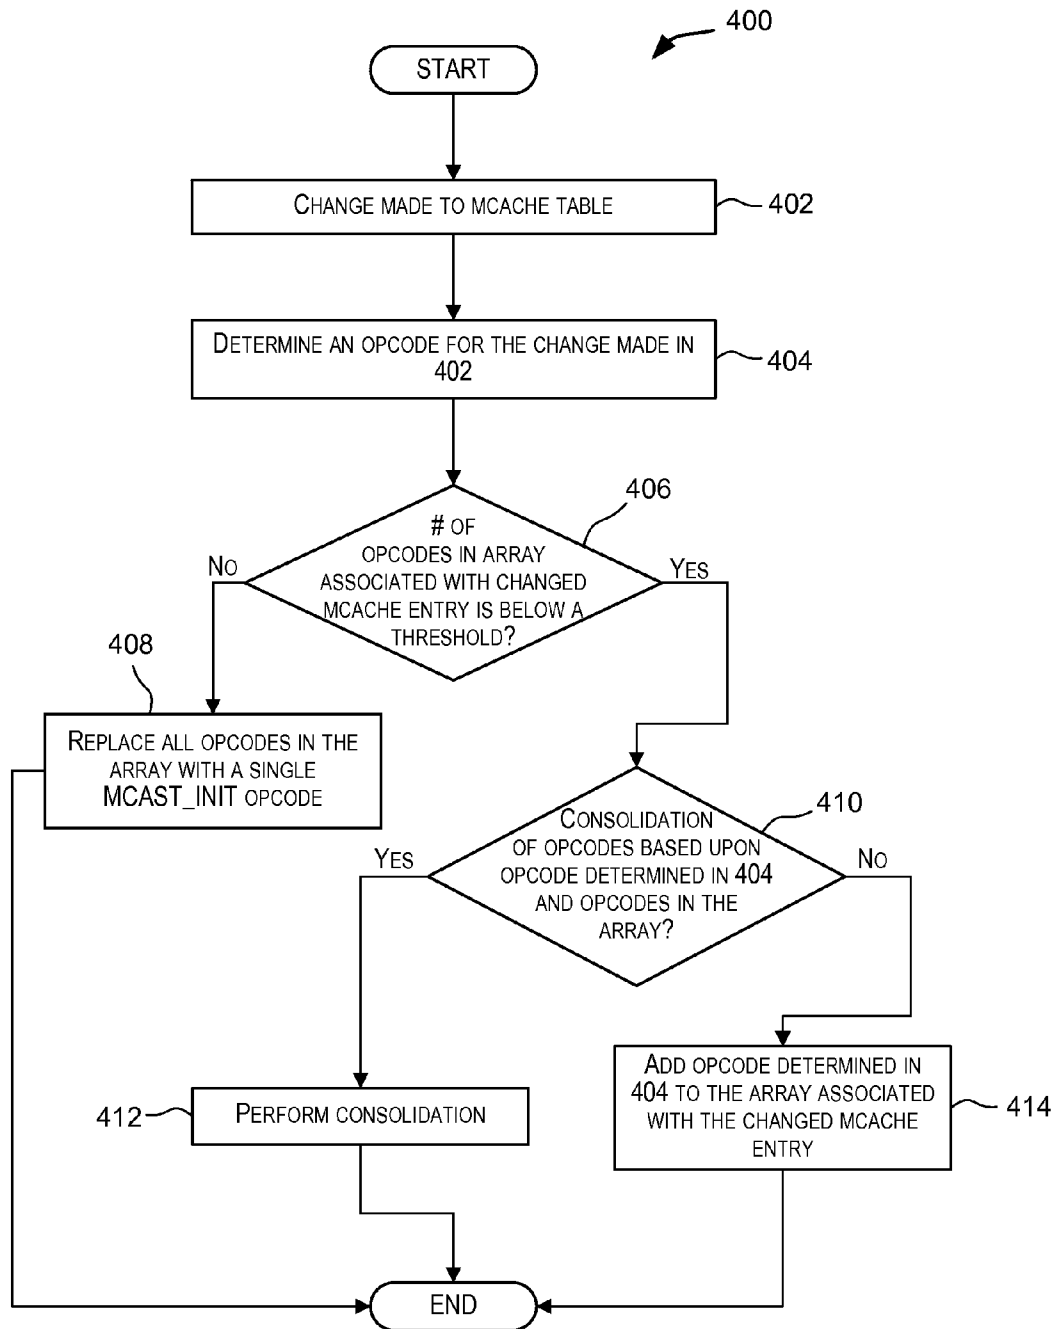 400
START
CHANGE MADE TO MCACHE TABLE
402
DETERMINE AN OPCODE FOR THE CHANGE MADE IN
402
404
# OF
OPCODES IN ARRAY
ASSOCIATED WITH CHANGED
MCACHE ENTRY IS BELOW A
THRESHOLD?
406
NO
YES
408
REPLACE ALL OPCODES IN THE
ARRAY WITH A SINGLE
MCAST_INIT OPCODE
CONSOLIDATION
OF OPCODES BASED UPON
OPCODE DETERMINED IN 404
AND OPCODES IN THE
ARRAY?
410
YES
NO
412
PERFORM CONSOLIDATION
ADD OPCODE DETERMINED IN
404 TO THE ARRAY ASSOCIATED
WITH THE CHANGED MCACHE
ENTRY
414
END